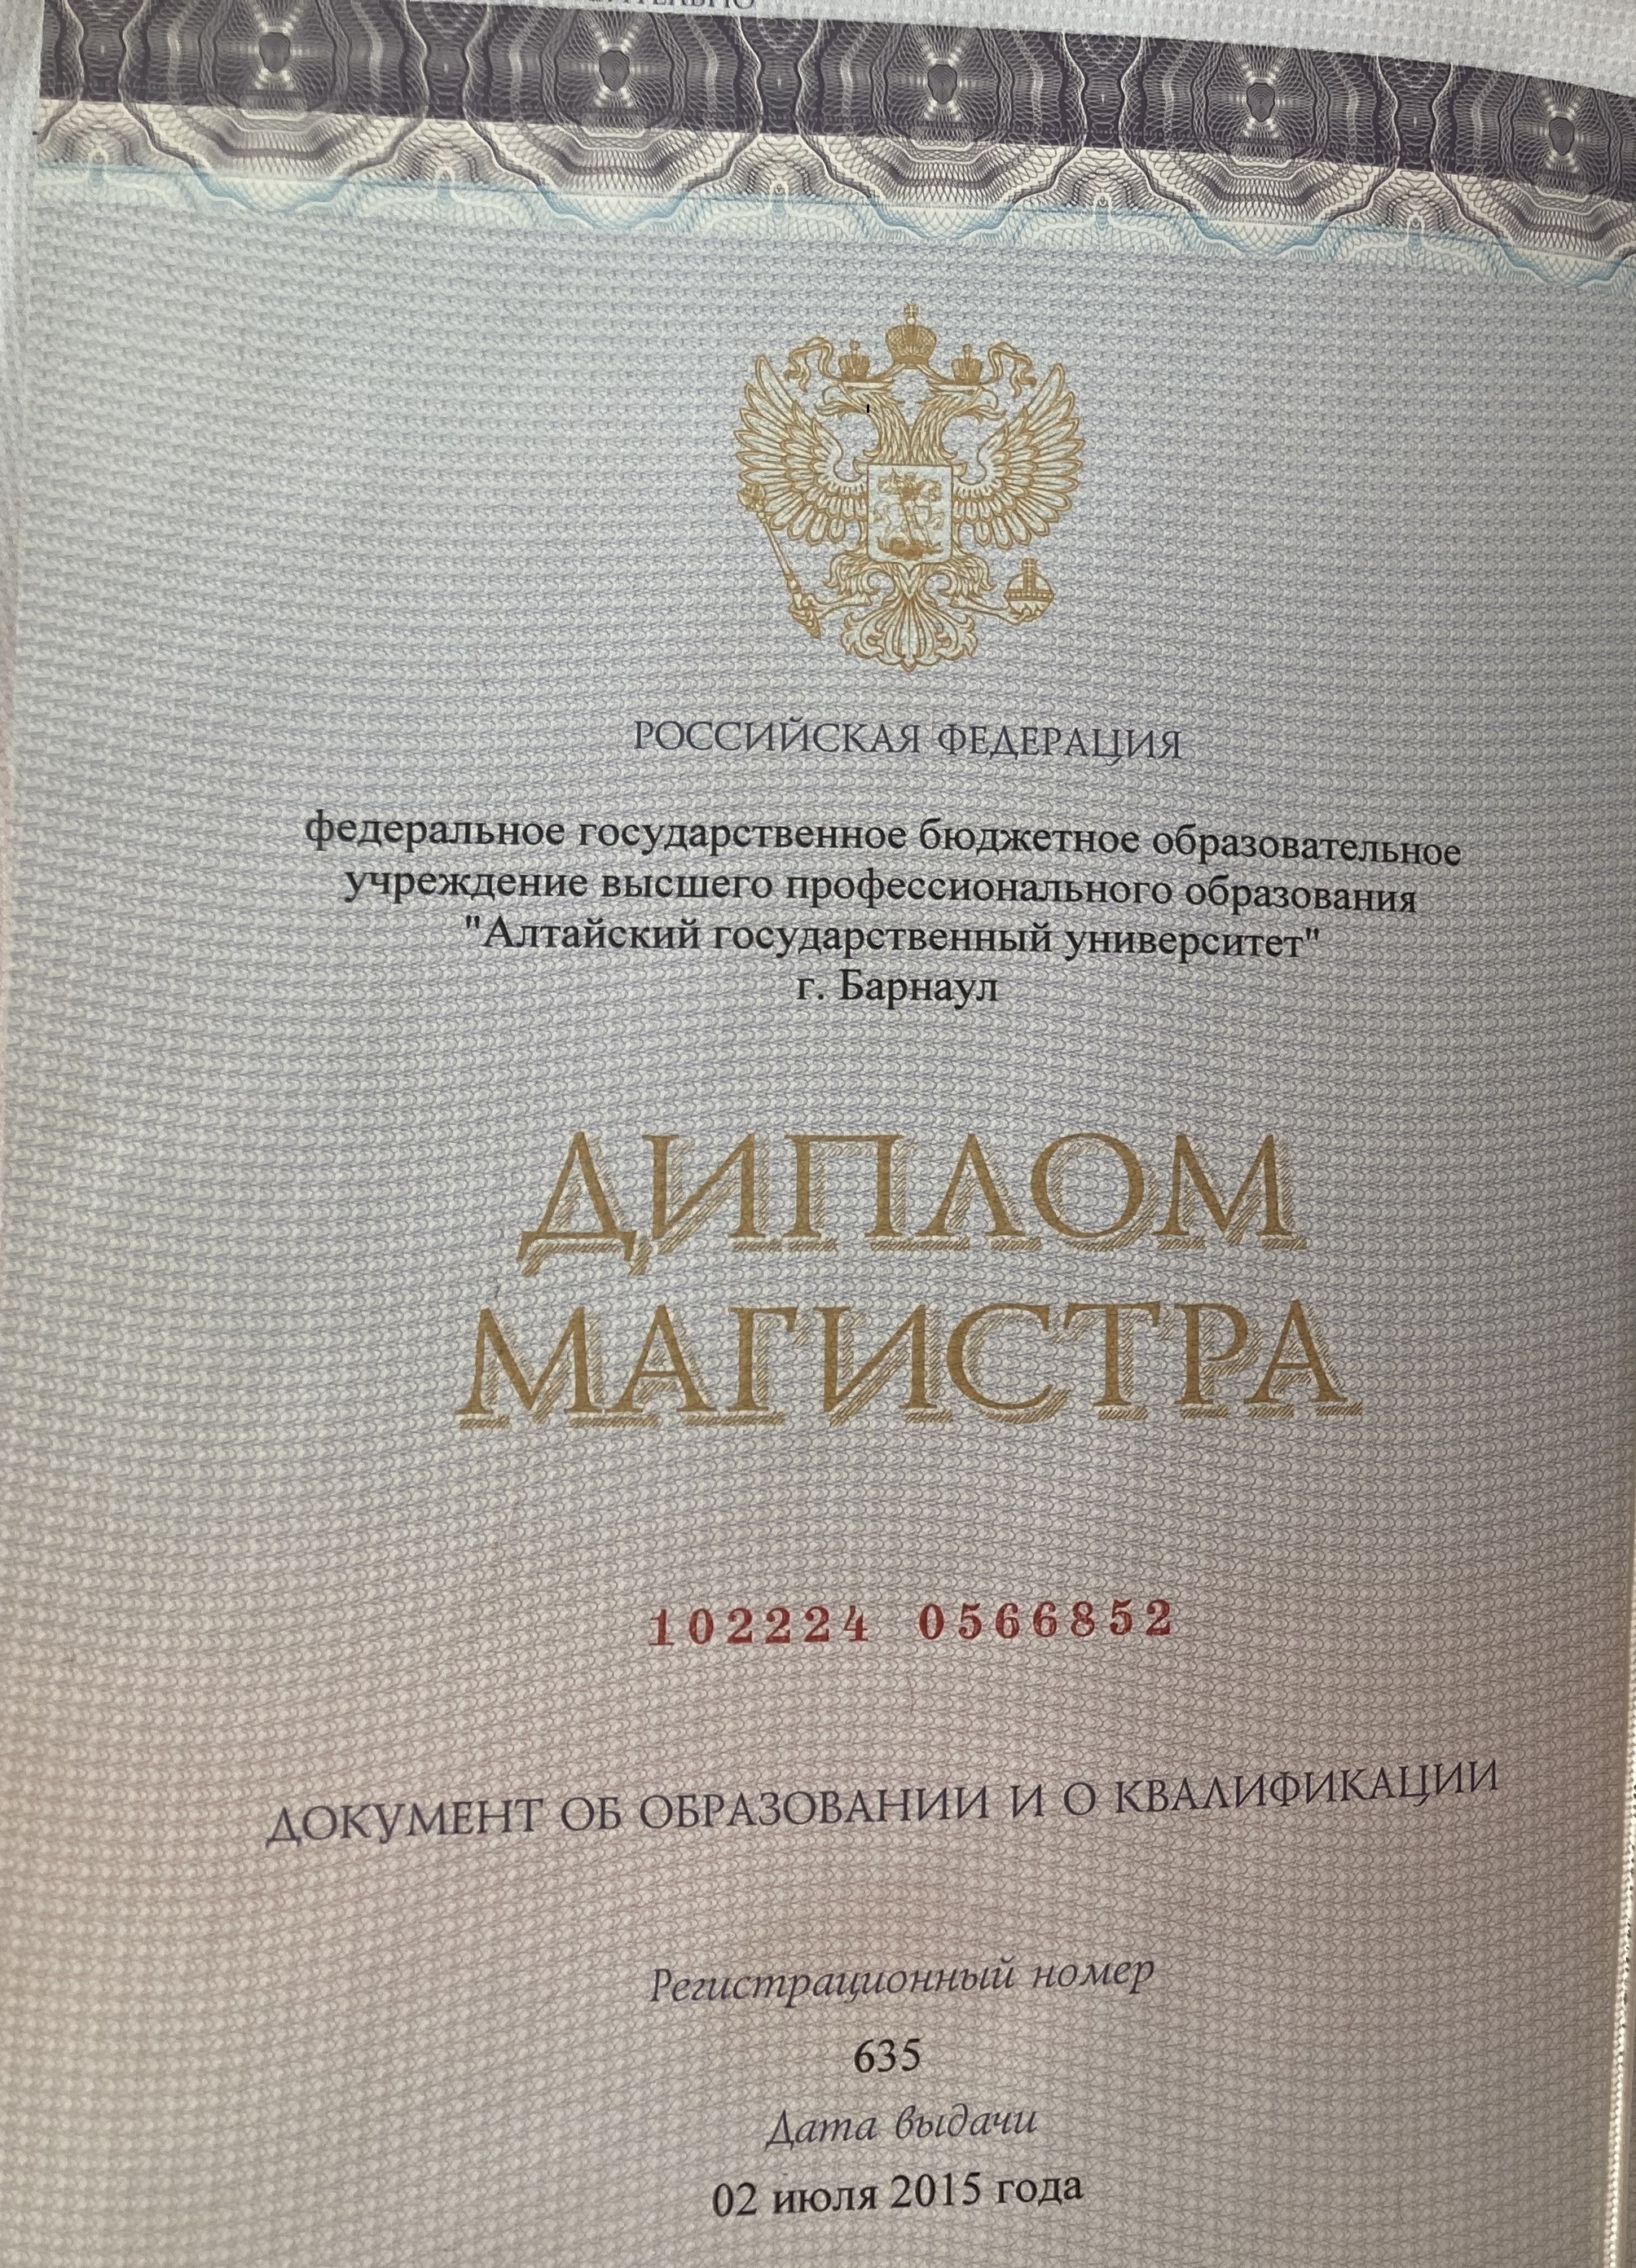 РОССИЙСКАЯ ФЕДЕРАЦИЯ
федеральное государственное бюджетное образовательное
учреждение высшего профессионального образования
"Алтайский государственный университет"
г. Барнаул
ДИПЛОМ
МАГИСТРА
102224 0566852
ДОКУМЕНТ ОБ ОБРАЗОВАНИИ И О КВАЛИФИКАЦИИ
Регистрационный номер
635
Дата выдачи
02 июля 2015 года